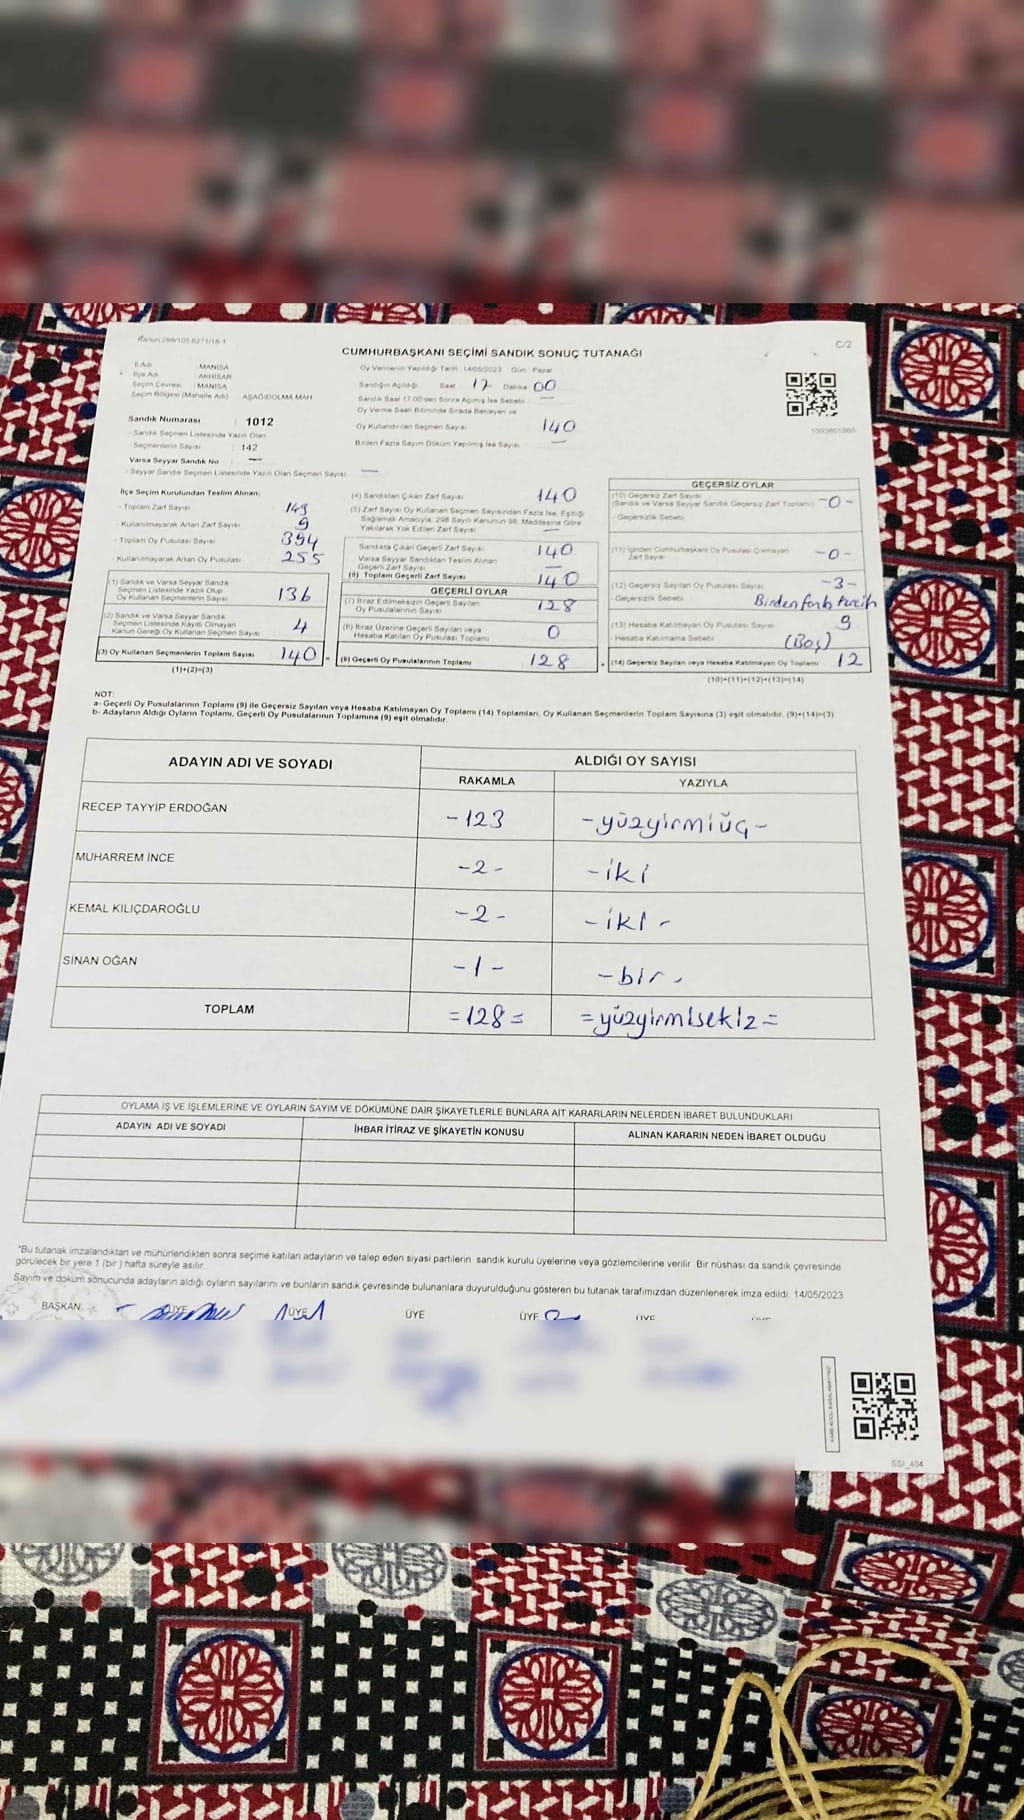 Kanun:298/108,6271/16-1
C/2
CUMHURBAŞKANI SEÇİMİ SANDIK SONUÇ TUTANAĞI
İl Adı : MANİSA
İlçe Adı : AKHİSAR
Seçim Çevresi : MANİSA
Seçim Bölgesi (Mahalle Adı) : AŞAĞIDOLMA MAH
Sandık Numarası : 1012
- Sandık Seçmen Listesinde Yazılı Olan
Seçmenlerin Sayısı : 142
Varsa Seyyar Sandık No : —
- Seyyar Sandık Seçmen Listesinde Yazılı Olan Seçmen Sayısı: —
Oy Vermenin Yapıldığı Tarih :14/05/2023 Gün : Pazar
Sandığın Açıldığı Saat : 17 Dakika 00
Sandık Saat 17.00'den Sonra Açılmış İse Sebebi : —
Oy Verme Saati Bitiminde Sırada Bekleyen ve
Oy Kullandırılan Seçmen Sayısı : 140
Birden Fazla Sayım Döküm Yapılmış İse Sayısı : —
İlçe Seçim Kurulundan Teslim Alınan;
- Toplam Zarf Sayısı : 149
- Kullanılmayarak Artan Zarf Sayısı : 9
- Toplam Oy Pusulası Sayısı : 394
- Kullanılmayarak Artan Oy Pusulası : 255
(1) Sandık ve Varsa Seyyar Sandık
Seçmen Listesinde Yazılı Olup
Oy Kullanan Seçmenlerin Sayısı : 136
(2) Sandık ve Varsa Seyyar Sandık
Seçmen Listesinde Kayıtlı Olmayan
Kanun Gereği Oy Kullanan Seçmen Sayısı : 4
(3) Oy Kullanan Seçmenlerin Toplam Sayısı : 140
(1)+(2)=(3)
(4) Sandıktan Çıkan Zarf Sayısı : 140
(5) Zarf Sayısı Oy Kullanan Seçmen Sayısından Fazla İse, Eşitliği
Sağlamak Amacıyla; 298 Sayılı Kanunun 98. Maddesine Göre
Yakılarak Yok Edilen Zarf Sayısı : —
Sandıkta Çıkan Geçerli Zarf Sayısı : 140
Varsa Seyyar Sandıktan Teslim Alınan
Geçerli Zarf Sayısı : —
(6) Toplam Geçerli Zarf Sayısı : 140
GEÇERLİ OYLAR
(7) İtiraz Edilmeksizin Geçerli Sayılan
Oy Pusulalarının Sayısı : 128
(8) İtiraz Üzerine Geçerli Sayılan veya
Hesaba Katılan Oy Pusulası Toplamı : 0
(9) Geçerli Oy Pusulalarının Toplamı : 128
GEÇERSİZ OYLAR
(10) Geçersiz Zarf Sayısı
(Sandık ve Varsa Seyyar Sandık Geçersiz Zarf Toplamı) : -0-
- Geçersizlik Sebebi :
(11) İçinden Cumhurbaşkanı Oy Pusulası Çıkmayan
Zarf Sayısı : -0-
(12) Geçersiz Sayılan Oy Pusulası Sayısı : -3-
Geçersizlik Sebebi : Birden fazla tercih
(13) Hesaba Katılmayan Oy Pusulası Sayısı : 9
Hesaba Katılmama Sebebi : (Boş)
(14) Geçersiz Sayılan veya Hesaba Katılmayan Oy Toplamı : 12
(10)+(11)+(12)+(13)=(14)
NOT:
a- Geçerli Oy Pusulalarının Toplamı (9) ile Geçersiz Sayılan veya Hesaba Katılmayan Oy Toplamı (14) Toplamları, Oy Kullanan Seçmenlerin Toplam Sayısına (3) eşit olmalıdır. (9)+(14)=(3)
b- Adayların Aldığı Oyların Toplamı, Geçerli Oy Pusulalarının Toplamına (9) eşit olmalıdır.
ADAYIN ADI VE SOYADI ALDIĞI OY SAYISI
RAKAMLA YAZIYLA
RECEP TAYYİP ERDOĞAN -123 -yüzyirmiüç-
MUHARREM İNCE -2- -iki
KEMAL KILIÇDAROĞLU -2- -iki-
SİNAN OĞAN -1- -bir-
TOPLAM =128= =yüzyirmisekiz=
OYLAMA İŞ VE İŞLEMLERİNE VE OYLARIN SAYIM VE DÖKÜMÜNE DAİR ŞİKAYETLERLE BUNLARA AİT KARARLARIN NELERDEN İBARET BULUNDUKLARI
ADAYIN ADI VE SOYADI İHBAR İTİRAZ VE ŞİKAYETİN KONUSU ALINAN KARARIN NEDEN İBARET OLDUĞU
*Bu tutanak imzalandıktan ve mühürlendikten sonra seçime katılan adayların ve talep eden siyasi partilerin sandık kurulu üyelerine veya gözlemcilerine verilir. Bir nüshası da sandık çevresinde
görülecek bir yere 1 (bir ) hafta süreyle asılır.
Sayım ve döküm sonucunda adayların aldığı oyların sayılarını ve bunların sandık çevresinde bulunanlara duyurulduğunu gösteren bu tutanak tarafımızdan düzenlenerek imza edildi. 14/05/2023
BAŞKAN ÜYE ÜYE ÜYE ÜYE ÜYE
SSI_404